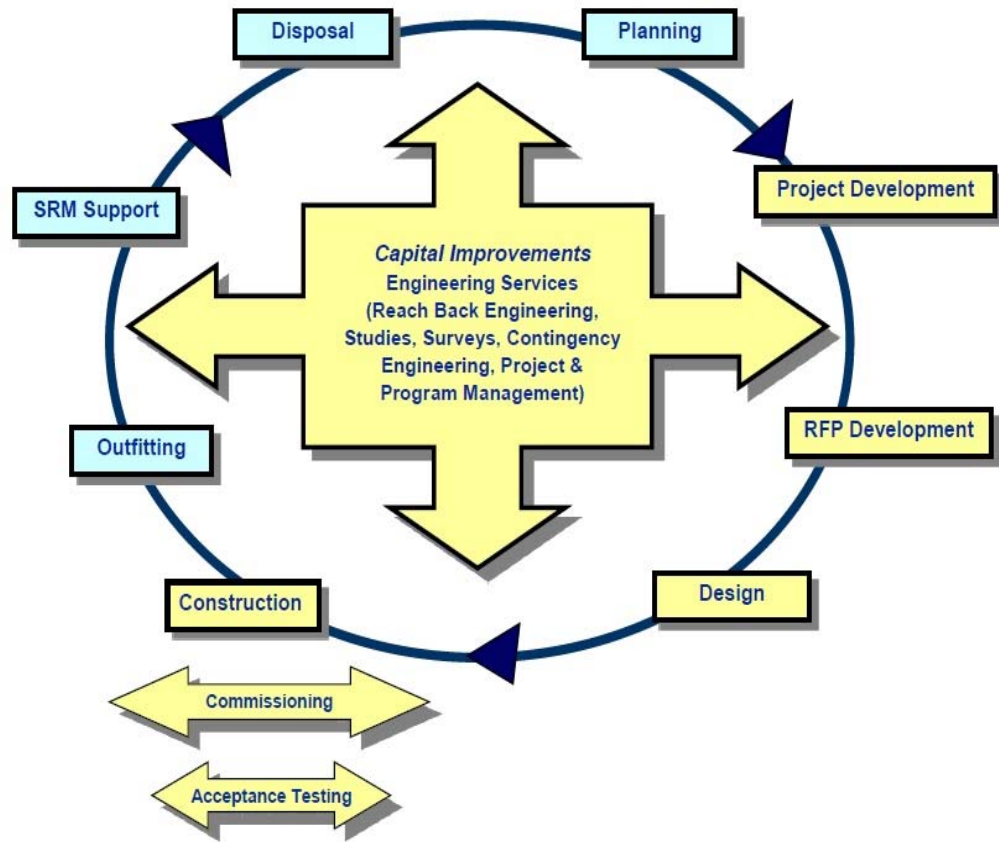 Disposal
Planning
SRM Support
Project Development
Capital Improvements
Engineering Services
(Reach Back Engineering,
Studies, Surveys, Contingency
Engineering, Project &
Program Management)
Outfitting
RFP Development
Construction
Design
Commissioning
Acceptance Testing